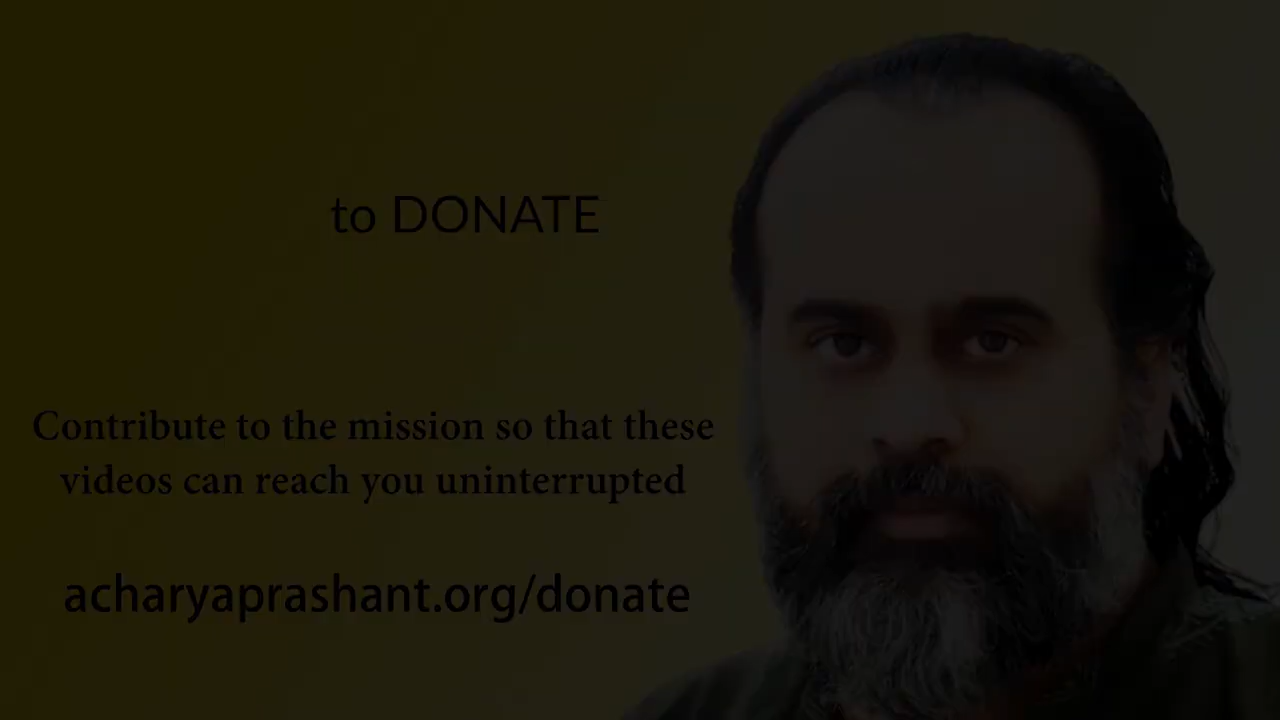 to DONATE
Contribute to the mission so that these
videos can reach you uninterrupted
acharyaprashant.org/donate